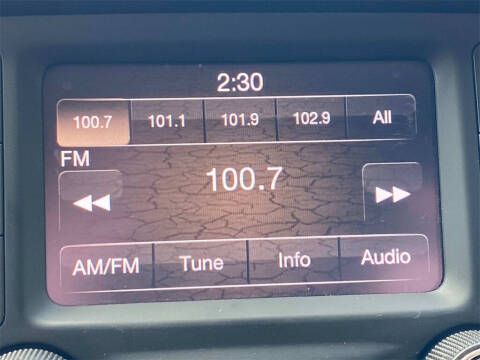 2:30
100.7 101.1 101.9 102.9 All
FM
100.7
AM/FM Tune Info Audio